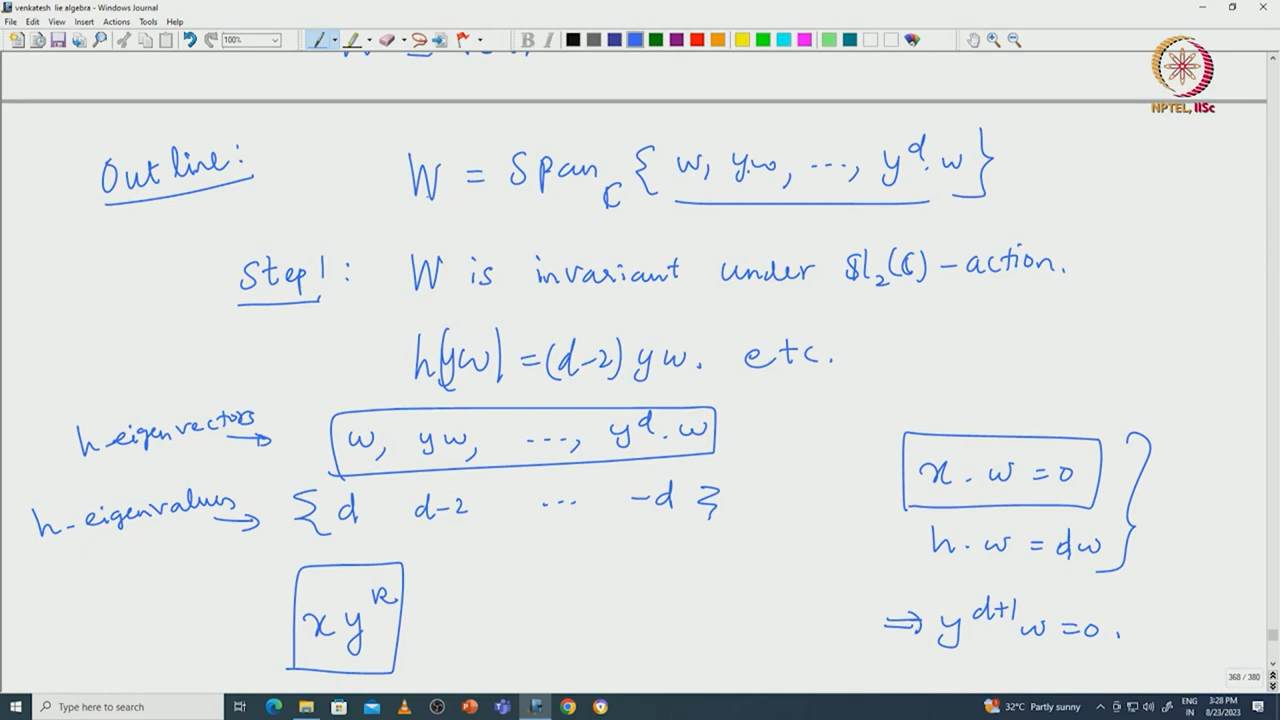 venkatesh lie algebra - Windows Journal
File Edit View Insert Actions Tools Help
100%
NPTEL, IISc
Outline: W = Span_ℂ { w, y.w, ..., y^d . w }
Step 1: W is invariant under sl_2(ℂ) - action.
h(yw) = (d-2) y w. etc.
h eigenvectors → w, yw, ..., y^d . w
h-eigenvalues → { d d-2 ... -d }
x . w = 0
h . w = dw
x y^k
⇒ y^{d+1} w = 0.
368 / 380
Type here to search
32°C Partly sunny
ENG
IN
3:28 PM
8/23/2023